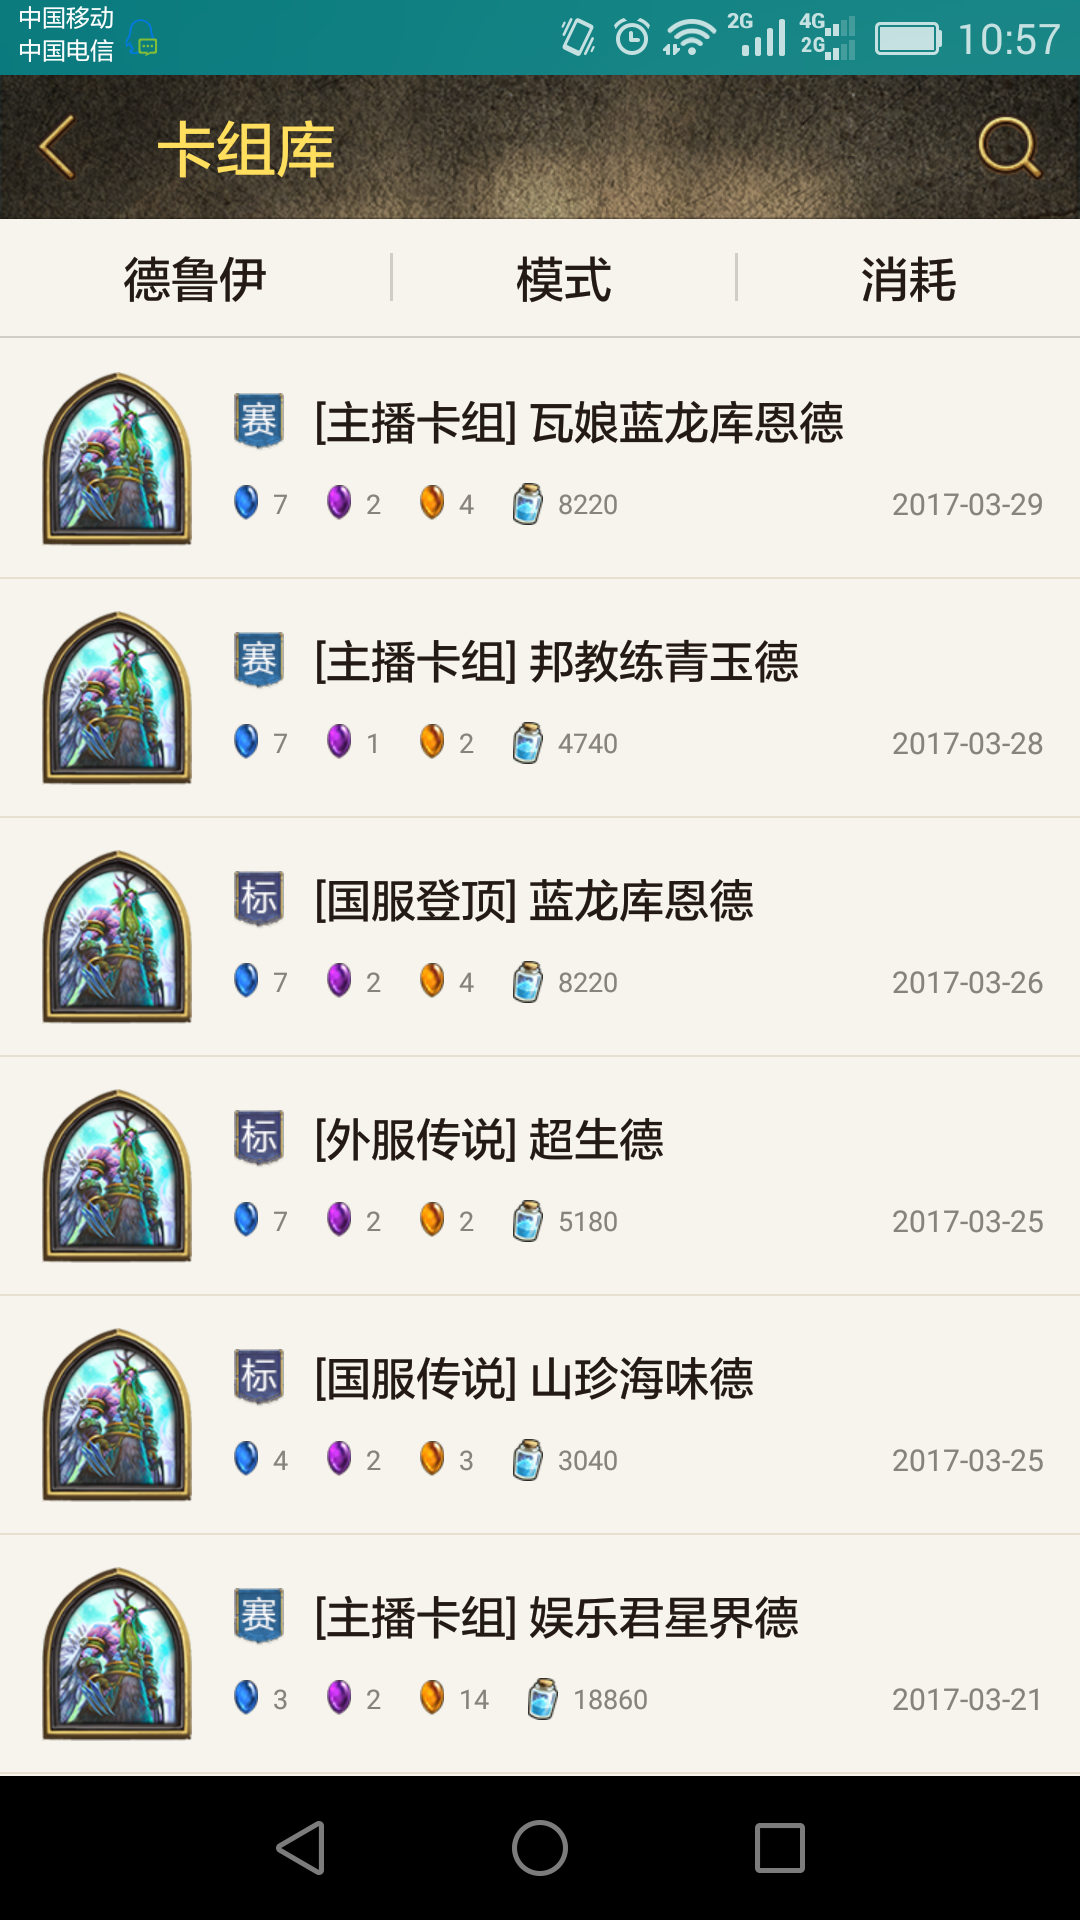 中国移动
中国电信
2G
4G
2G
10:57
卡组库
德鲁伊 模式 消耗
赛 [主播卡组] 瓦娘蓝龙库恩德
7 2 4 8220 2017-03-29
赛 [主播卡组] 邦教练青玉德
7 1 2 4740 2017-03-28
标 [国服登顶] 蓝龙库恩德
7 2 4 8220 2017-03-26
标 [外服传说] 超生德
7 2 2 5180 2017-03-25
标 [国服传说] 山珍海味德
4 2 3 3040 2017-03-25
赛 [主播卡组] 娱乐君星界德
3 2 14 18860 2017-03-21